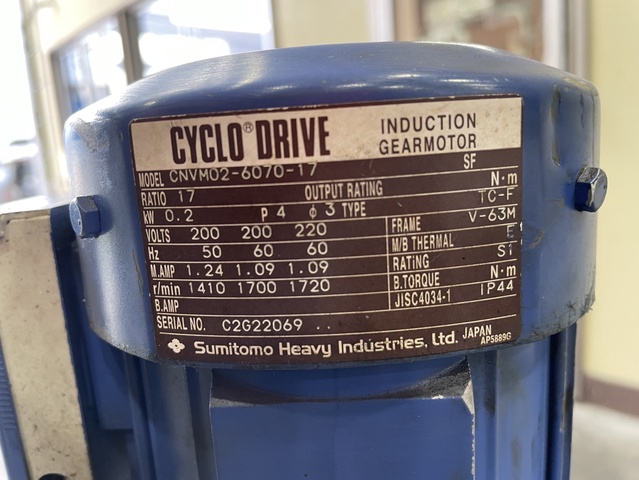 CYCLO® DRIVE INDUCTION GEARMOTOR
MODEL CNVM02-6070-17 SF
RATIO 17 OUTPUT RATING N·m
kW 0.2 P 4 φ 3 TYPE TC-F
VOLTS 200 200 220 FRAME V-63M
Hz 50 60 60 M/B THERMAL E
M.AMP 1.24 1.09 1.09 RATING S1
r/min 1410 1700 1720 B.TORQUE N·m
B.AMP JISC4034-1 IP44
SERIAL NO. C2G22069 ..
Sumitomo Heavy Industries, Ltd. JAPAN
AP5889G